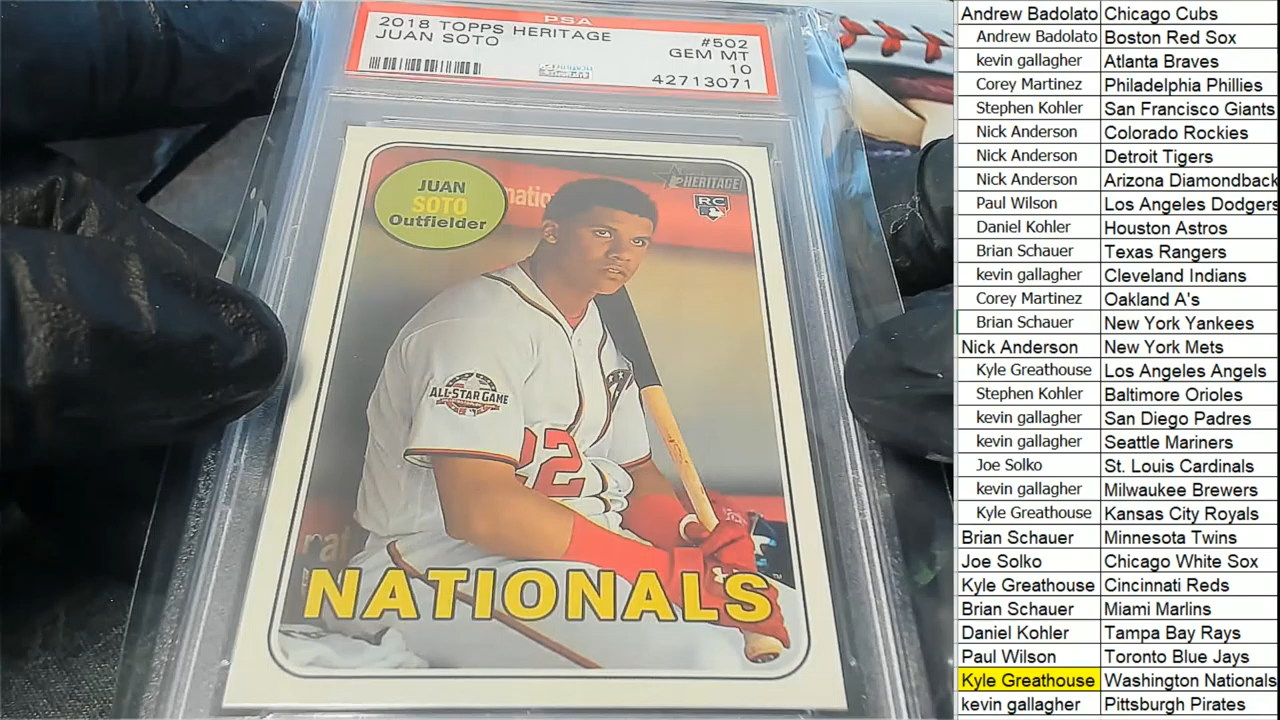 PSA
2018 TOPPS HERITAGE #502
JUAN SOTO GEM MT
10
42713071
JUAN
SOTO
Outfielder
natio
HERITAGE
RC
ALL-STAR GAME
22
nat
NATIONALS
Andrew Badolato Chicago Cubs
Andrew Badolato Boston Red Sox
kevin gallagher Atlanta Braves
Corey Martinez Philadelphia Phillies
Stephen Kohler San Francisco Giants
Nick Anderson Colorado Rockies
Nick Anderson Detroit Tigers
Nick Anderson Arizona Diamondback
Paul Wilson Los Angeles Dodgers
Daniel Kohler Houston Astros
Brian Schauer Texas Rangers
kevin gallagher Cleveland Indians
Corey Martinez Oakland A's
Brian Schauer New York Yankees
Nick Anderson New York Mets
Kyle Greathouse Los Angeles Angels
Stephen Kohler Baltimore Orioles
kevin gallagher San Diego Padres
kevin gallagher Seattle Mariners
Joe Solko St. Louis Cardinals
kevin gallagher Milwaukee Brewers
Kyle Greathouse Kansas City Royals
Brian Schauer Minnesota Twins
Joe Solko Chicago White Sox
Kyle Greathouse Cincinnati Reds
Brian Schauer Miami Marlins
Daniel Kohler Tampa Bay Rays
Paul Wilson Toronto Blue Jays
Kyle Greathouse Washington Nationals
kevin gallagher Pittsburgh Pirates